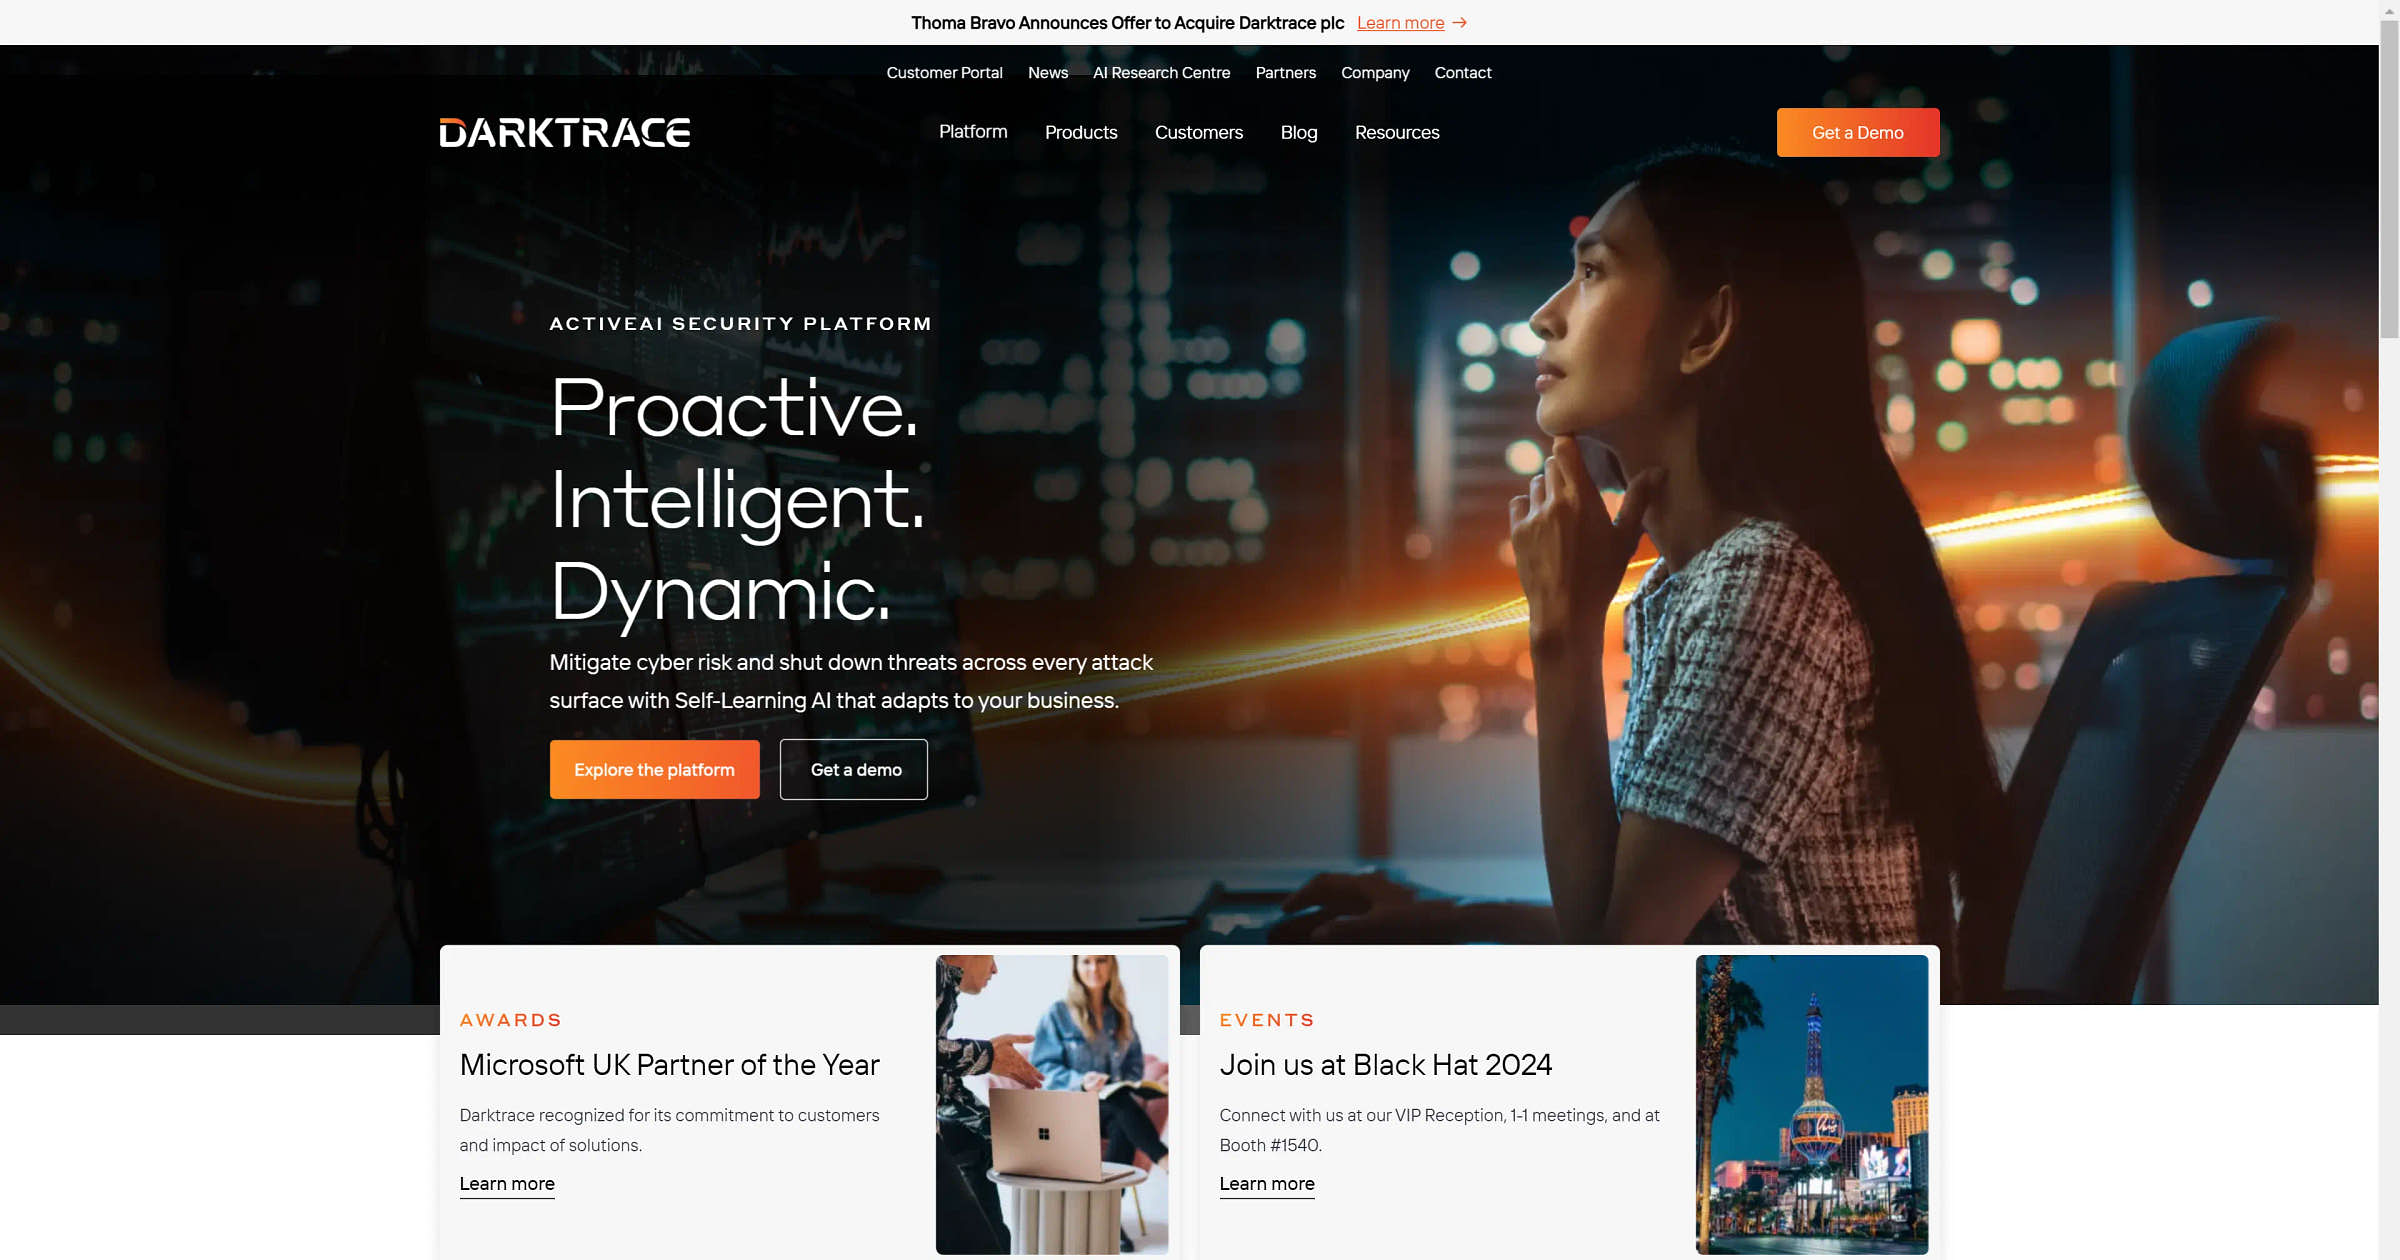 Thoma Bravo Announces Offer to Acquire Darktrace plc Learn more →
Customer Portal News AI Research Centre Partners Company Contact
DARKTRACE
Platform Products Customers Blog Resources
Get a Demo
ACTIVEAI SECURITY PLATFORM
Proactive.
Intelligent.
Dynamic.
Mitigate cyber risk and shut down threats across every attack
surface with Self-Learning AI that adapts to your business.
Explore the platform
Get a demo
AWARDS
Microsoft UK Partner of the Year
Darktrace recognized for its commitment to customers
and impact of solutions.
Learn more
EVENTS
Join us at Black Hat 2024
Connect with us at our VIP Reception, 1-1 meetings, and at
Booth #1540.
Learn more
Paris